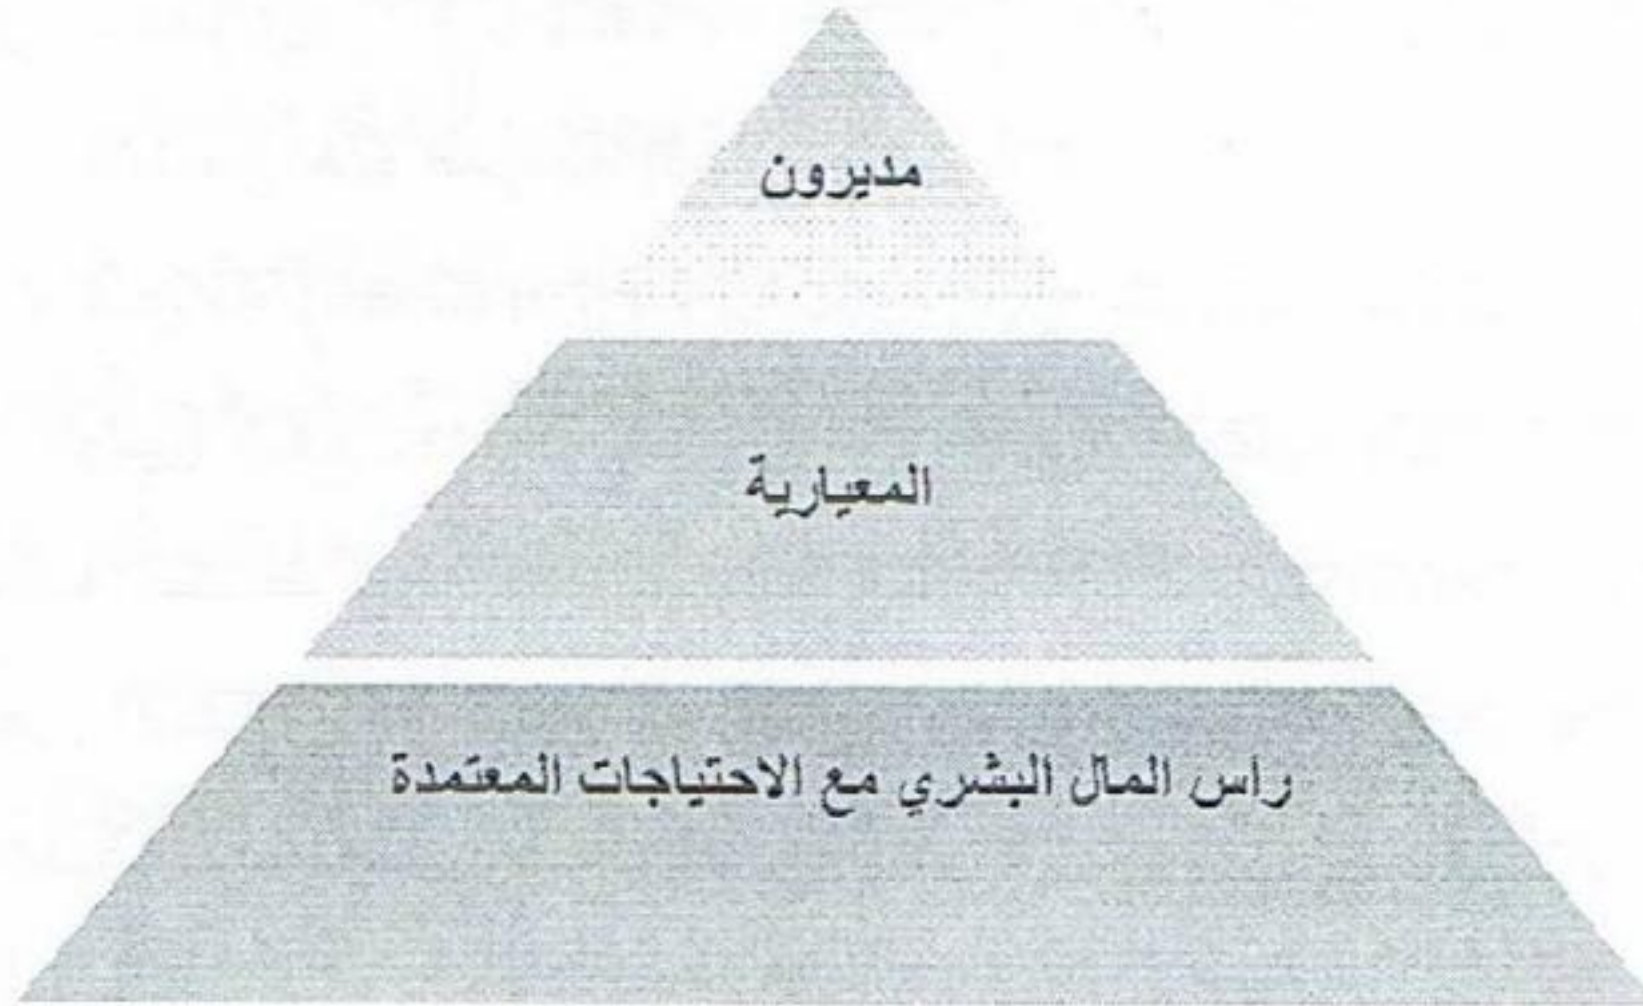 مديرون
المعيارية
راس المال البشري مع الاحتياجات المعتمدة